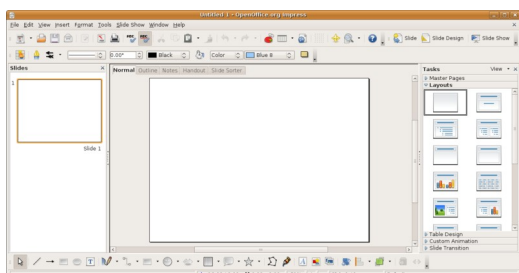 Untitled 1 - OpenOffice.org Impress
File Edit View Insert Format Tools Slide Show Window Help
Slide Slide Design Slide Show
0.00" Black Color Blue 8
Slides
Normal Outline Notes Handout Slide Sorter
Tasks View
Master Pages
Layouts
1
Slide 1
Table Design
Custom Animation
Slide Transition